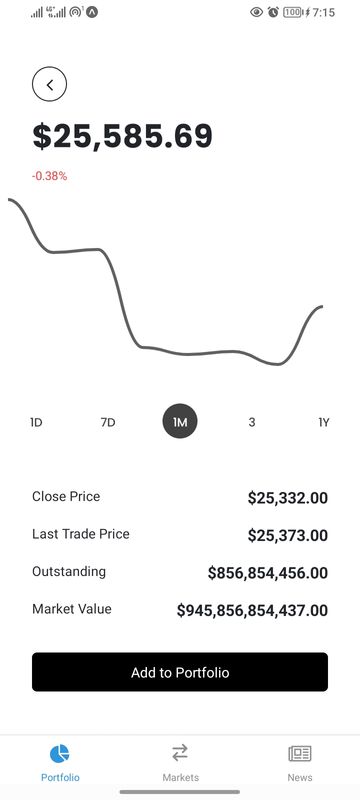 100 7:15
$25,585.69
-0.38%
1D 7D 1M 3 1Y
Close Price $25,332.00
Last Trade Price $25,373.00
Outstanding $856,854,456.00
Market Value $945,856,854,437.00
Add to Portfolio
Portfolio Markets News